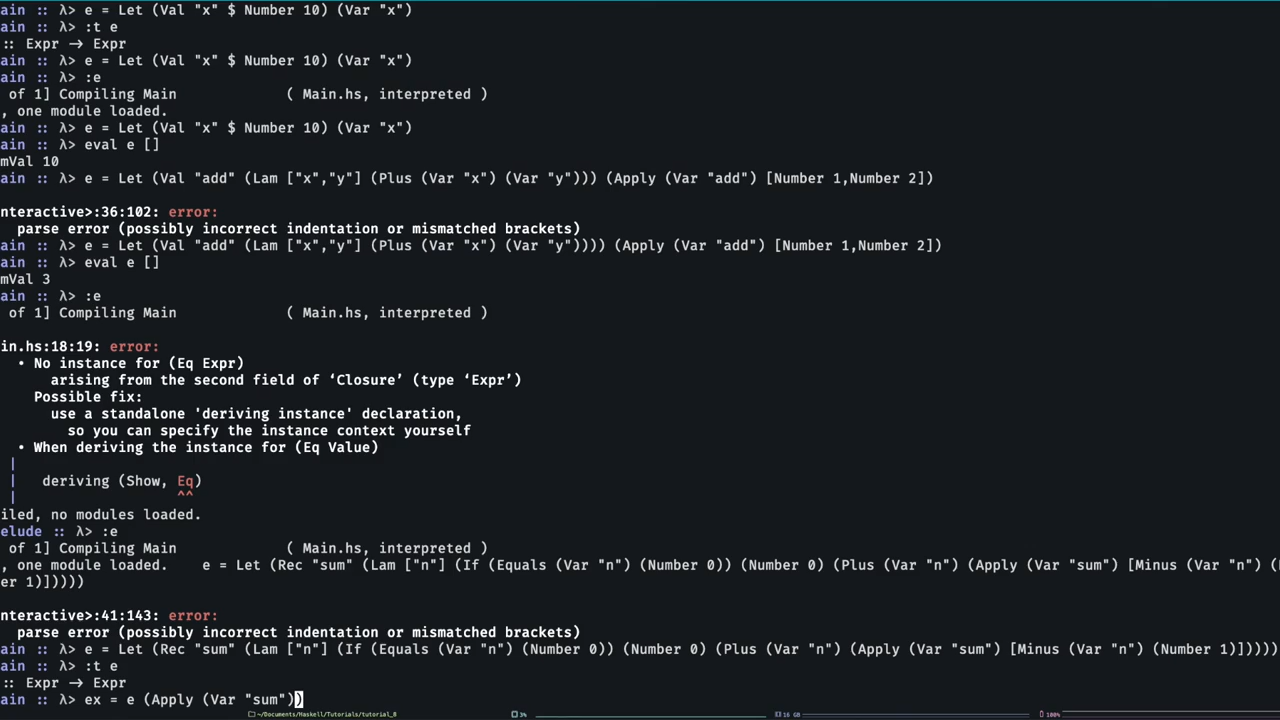 ain :: λ> e = Let (Val "x" $ Number 10) (Var "x")
ain :: λ> :t e
:: Expr → Expr
ain :: λ> e = Let (Val "x" $ Number 10) (Var "x")
ain :: λ> :e
of 1] Compiling Main ( Main.hs, interpreted )
, one module loaded.
ain :: λ> e = Let (Val "x" $ Number 10) (Var "x")
ain :: λ> eval e []
mVal 10
ain :: λ> e = Let (Val "add" (Lam ["x","y"] (Plus (Var "x") (Var "y"))) (Apply (Var "add") [Number 1,Number 2])
nteractive>:36:102: error:
parse error (possibly incorrect indentation or mismatched brackets)
ain :: λ> e = Let (Val "add" (Lam ["x","y"] (Plus (Var "x") (Var "y")))) (Apply (Var "add") [Number 1,Number 2])
ain :: λ> eval e []
mVal 3
ain :: λ> :e
of 1] Compiling Main ( Main.hs, interpreted )
in.hs:18:19: error:
• No instance for (Eq Expr)
arising from the second field of ‘Closure’ (type ‘Expr’)
Possible fix:
use a standalone 'deriving instance' declaration,
so you can specify the instance context yourself
• When deriving the instance for (Eq Value)
|
| deriving (Show, Eq)
| ^^
iled, no modules loaded.
elude :: λ> :e
of 1] Compiling Main ( Main.hs, interpreted )
, one module loaded. e = Let (Rec "sum" (Lam ["n"] (If (Equals (Var "n") (Number 0)) (Number 0) (Plus (Var "n") (Apply (Var "sum") [Minus (Var "n") (
er 1)]))))
nteractive>:41:143: error:
parse error (possibly incorrect indentation or mismatched brackets)
ain :: λ> e = Let (Rec "sum" (Lam ["n"] (If (Equals (Var "n") (Number 0)) (Number 0) (Plus (Var "n") (Apply (Var "sum") [Minus (Var "n") (Number 1)])))))
ain :: λ> :t e
:: Expr → Expr
ain :: λ> ex = e (Apply (Var "sum"))
~/Documents/Haskell/Tutorials/tutorial_8 3% 16 GB 100%